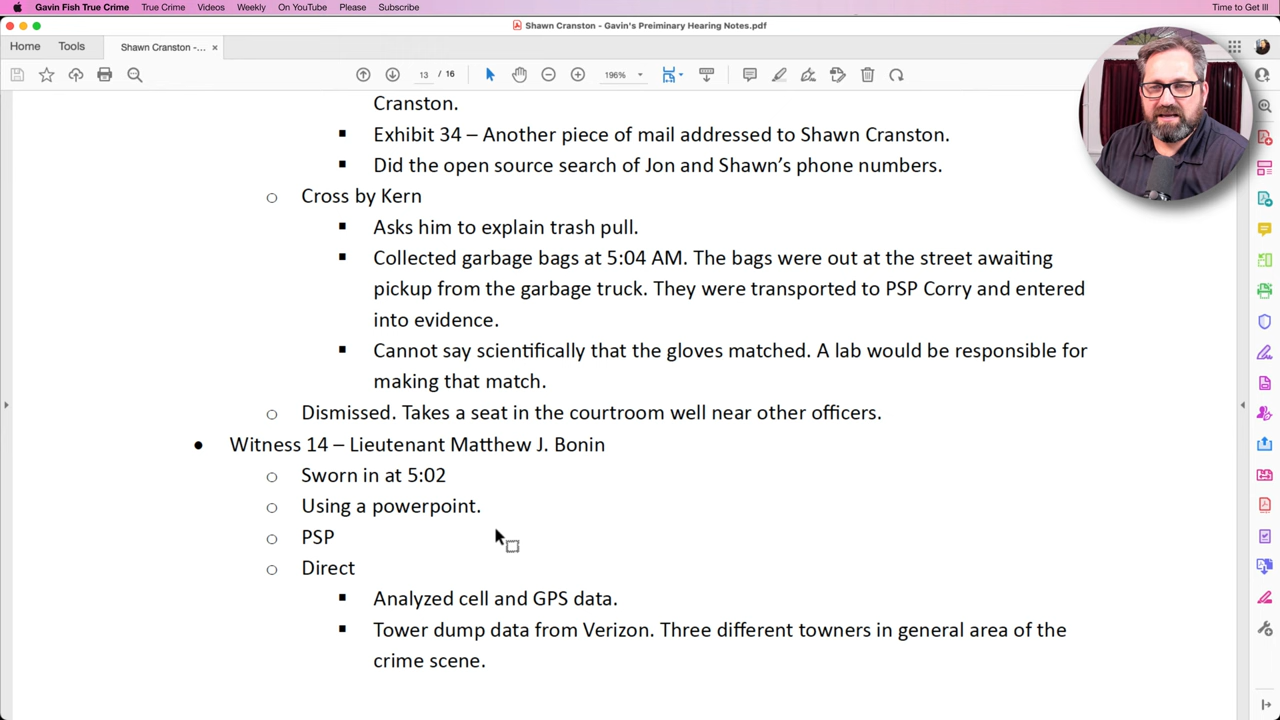 Gavin Fish True Crime True Crime Videos Weekly On YouTube Please Subscribe Time to Get Ill
Shawn Cranston - Gavin's Preiminary Hearing Notes.pdf
Home Tools Shawn Cranston -... ×
13 / 16 196%
Cranston.
▪ Exhibit 34 – Another piece of mail addressed to Shawn Cranston.
▪ Did the open source search of Jon and Shawn's phone numbers.
o Cross by Kern
▪ Asks him to explain trash pull.
▪ Collected garbage bags at 5:04 AM. The bags were out at the street awaiting
pickup from the garbage truck. They were transported to PSP Corry and entered
into evidence.
▪ Cannot say scientifically that the gloves matched. A lab would be responsible for
making that match.
o Dismissed. Takes a seat in the courtroom well near other officers.
• Witness 14 – Lieutenant Matthew J. Bonin
o Sworn in at 5:02
o Using a powerpoint.
o PSP
o Direct
▪ Analyzed cell and GPS data.
▪ Tower dump data from Verizon. Three different towners in general area of the
crime scene.